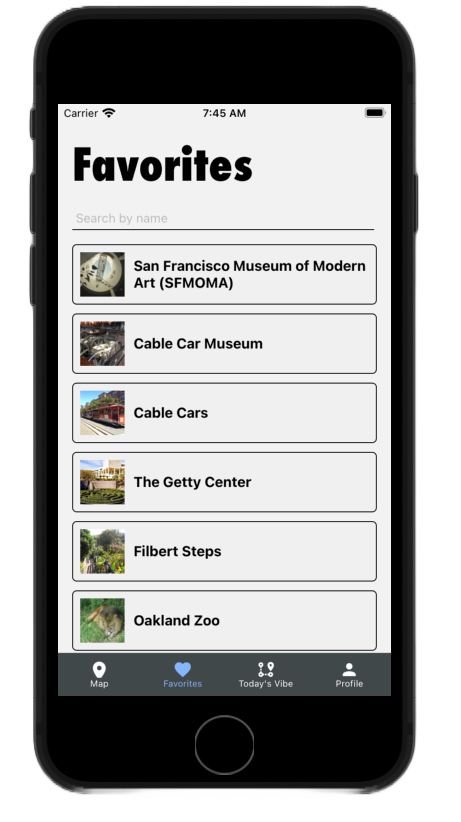 Carrier
7:45 AM
Favorites
Search by name
San Francisco Museum of Modern
Art (SFMOMA)
Cable Car Museum
Cable Cars
The Getty Center
Filbert Steps
Oakland Zoo
Map
Favorites
Today's Vibe
Profile